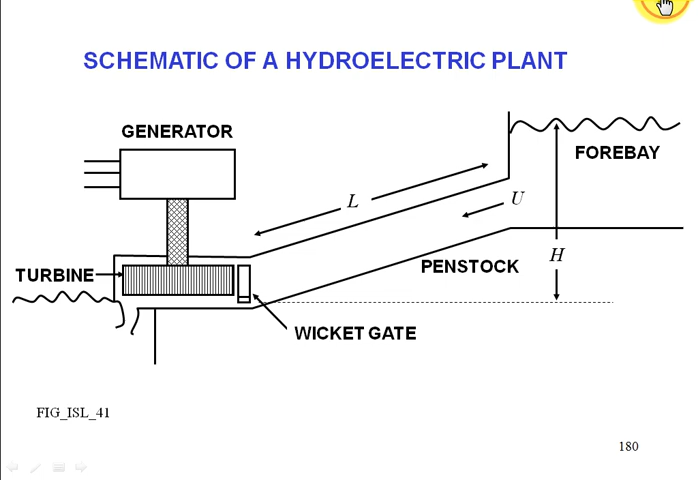 SCHEMATIC OF A HYDROELECTRIC PLANT
GENERATOR
FOREBAY
L
U
H
TURBINE
PENSTOCK
WICKET GATE
FIG_ISL_41
180